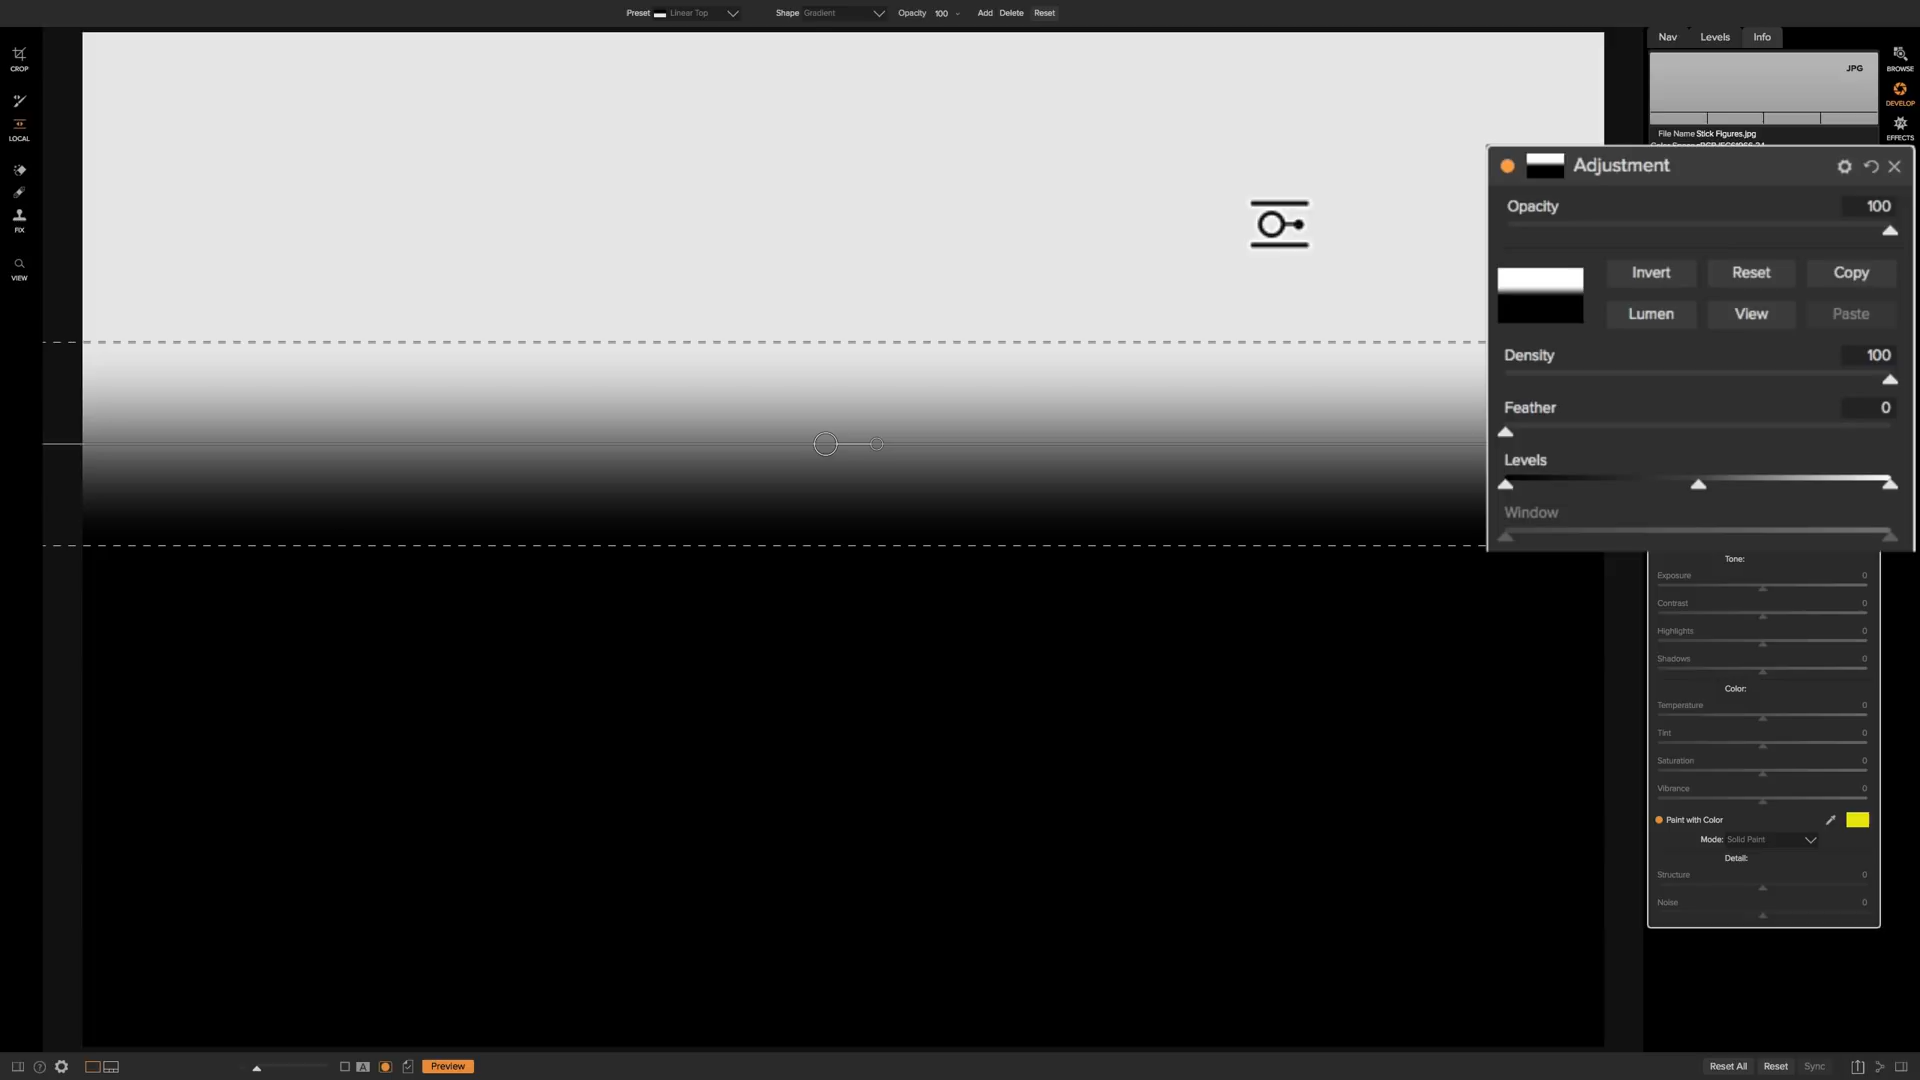 Preset Linear Top Shape Gradient Opacity 100 Add Delete Reset
Nav Levels Info
CROP
LOCAL
FIX
VIEW
JPG
BROWSE
DEVELOP
EFFECTS
File Name Stick Figures.jpg
Adjustment
Opacity 100
Invert Reset Copy
Lumen View Paste
Density 100
Feather 0
Levels
Window
Tone:
Exposure 0
Contrast 0
Highlights 0
Shadows 0
Color:
Temperature 0
Tint 0
Saturation 0
Vibrance 0
Paint with Color
Mode: Solid Paint
Detail:
Structure 0
Noise 0
A Preview Reset All Reset Sync